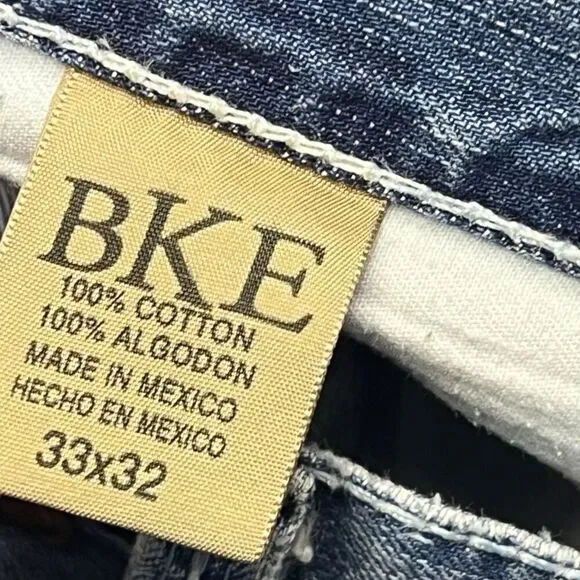 BKE
100% COTTON
100% ALGODON
MADE IN MEXICO
HECHO EN MEXICO
33x32